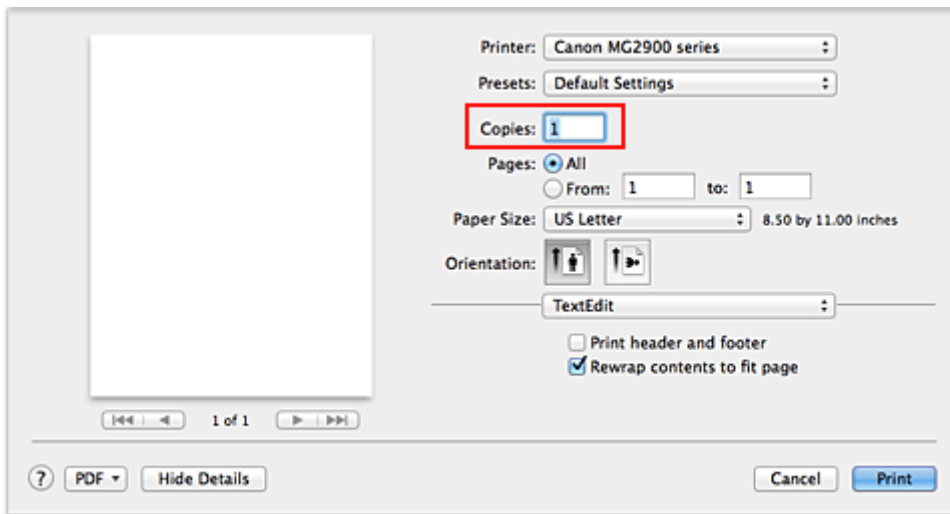 Printer: Canon MG2900 series
Presets: Default Settings
Copies: 1
Pages: All
From: 1 to: 1
Paper Size: US Letter 8.50 by 11.00 inches
Orientation:
TextEdit
Print header and footer
Rewrap contents to fit page
1 of 1
? PDF Hide Details Cancel Print